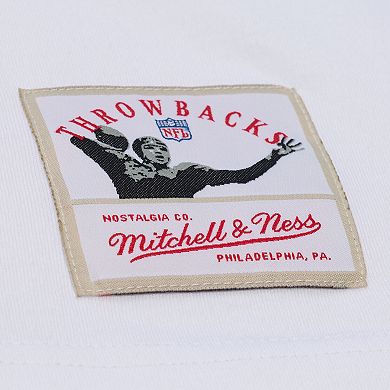 THROWBACKS
NFL
NOSTALGIA CO.
Mitchell & Ness
PHILADELPHIA, PA.